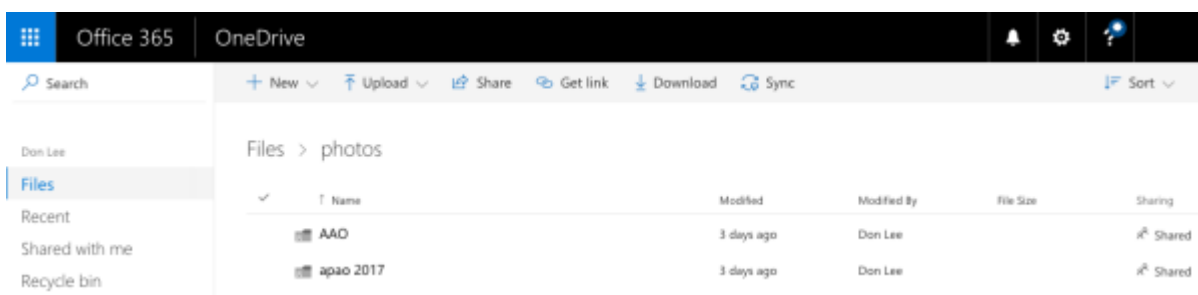 Office 365 OneDrive ?
Search
New Upload Share Get link Download Sync Sort
Don Lee
Files
Recent
Shared with me
Recycle bin
Files > photos
Name Modified Modified By File Size Sharing
AAO 3 days ago Don Lee Shared
apao 2017 3 days ago Don Lee Shared